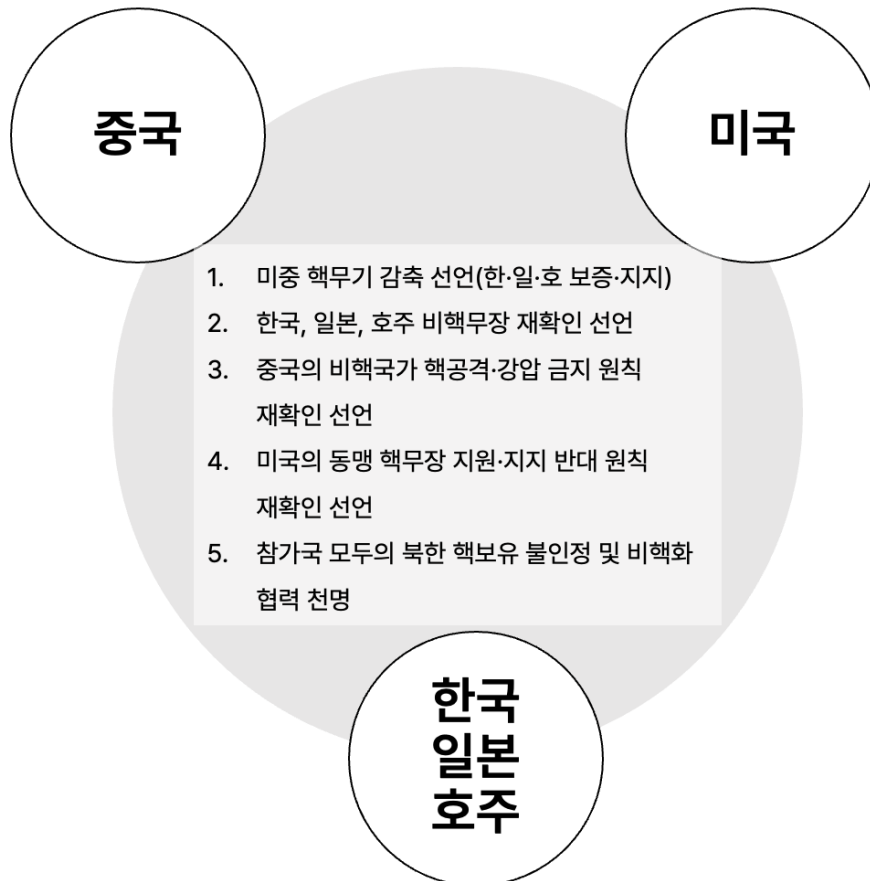 중국
미국
1. 미중 핵무기 감축 선언(한·일·호 보증·지지)
2. 한국, 일본, 호주 비핵무장 재확인 선언
3. 중국의 비핵국가 핵공격·강압 금지 원칙
재확인 선언
4. 미국의 동맹 핵무장 지원·지지 반대 원칙
재확인 선언
5. 참가국 모두의 북한 핵보유 불인정 및 비핵화
협력 천명
한국
일본
호주